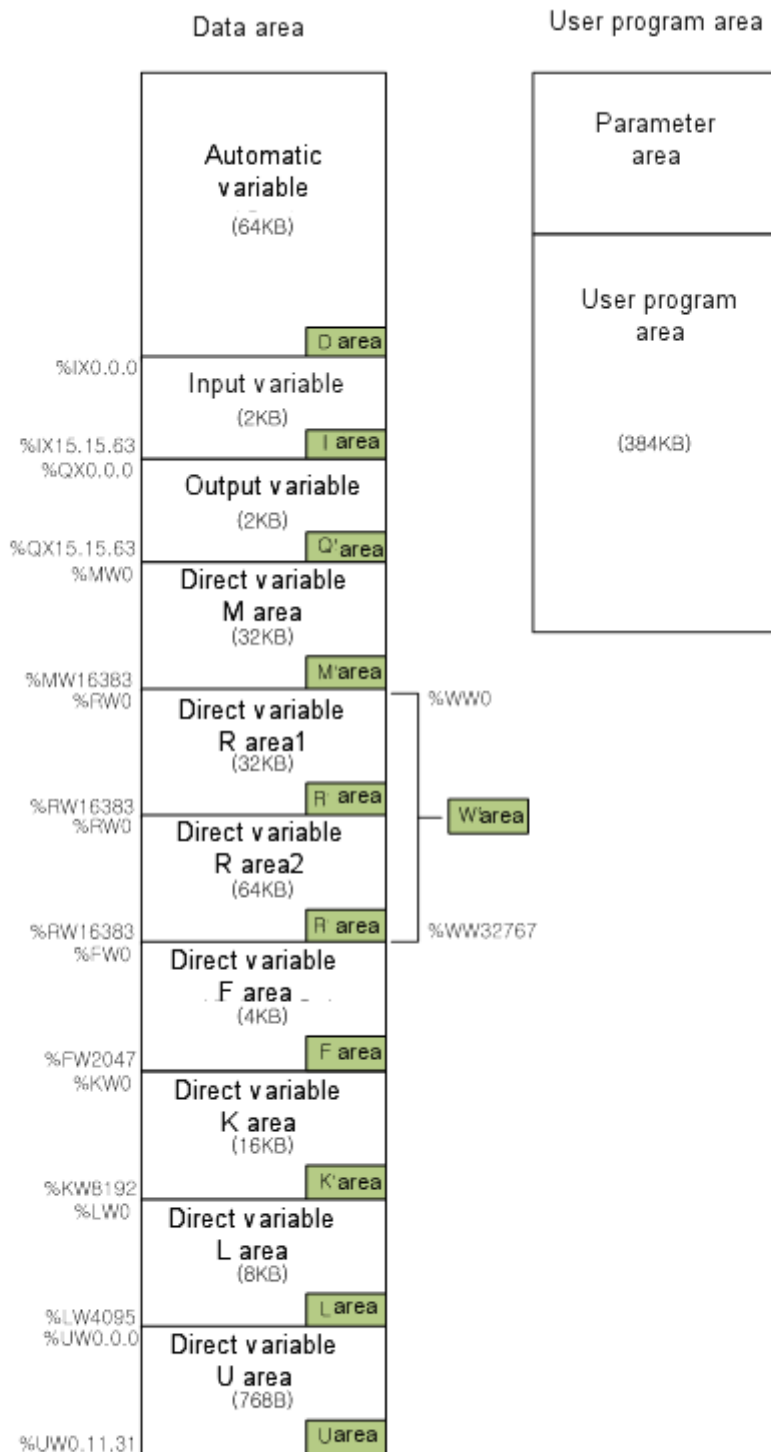 Data area
User program area
Automatic
variable
(64KB)
D area
Parameter
area
User program
area
(384KB)
%IX0.0.0
Input variable
(2KB)
I area
%IX15.15.63
%QX0.0.0
Output variable
(2KB)
Q'area
%QX15.15.63
%MW0
Direct variable
M area
(32KB)
M'area
%MW16383
%RW0
Direct variable
R area1
(32KB)
R' area
%RW16383
%RW0
Direct variable
R area2
(64KB)
R' area
%RW16383
%WW0
W'area
%WW32767
%FW0
Direct variable
F area
(4KB)
F area
%FW2047
%KW0
Direct variable
K area
(16KB)
K'area
%KW8192
%LW0
Direct variable
L area
(8KB)
L area
%LW4095
%UW0.0.0
Direct variable
U area
(768B)
U area
%UW0.11.31